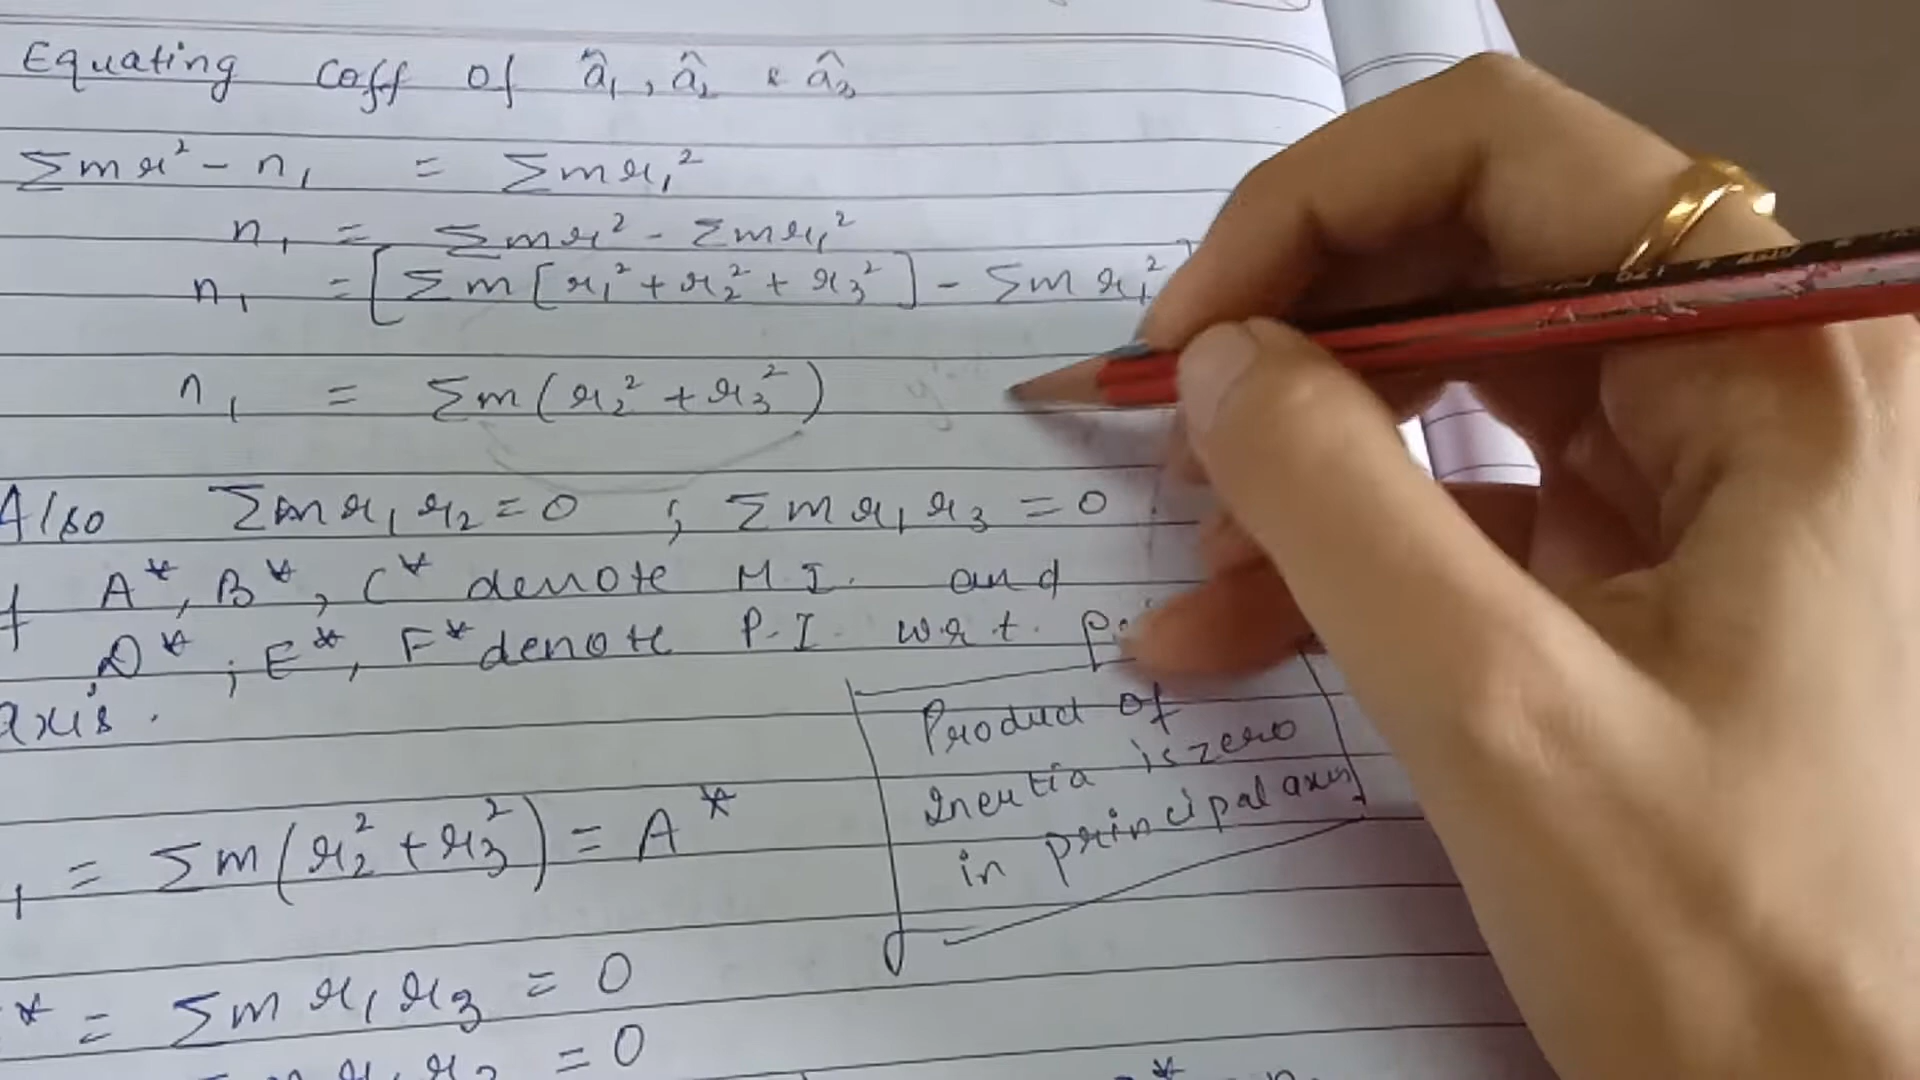 Equating coff of â₁, â₂ & â₃
Σmr² - n₁ = Σmr₁²
n₁ = Σmr² - Σmr₁²
n₁ = [Σm[r₁² + r₂² + r₃²] - Σmr₁²]
n₁ = Σm(r₂² + r₃²)
Also Σmr₁r₂ = 0 ; Σmr₁r₃ = 0
A*, B*, C* denote M.I. and
D*, E*, F* denote P.I. w.r.t.
axis.
Product of
Inertia is zero
in principal axis
₁ = Σm(r₂² + r₃²) = A*
* = Σmr₁r₃ = 0
= 0